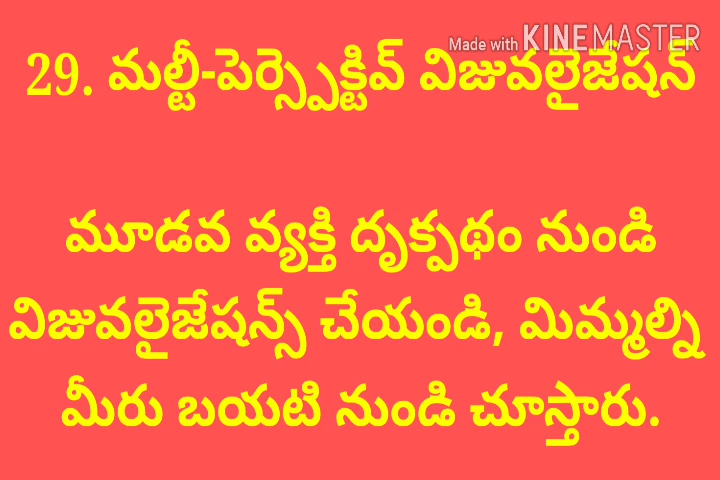 Made with KINEMASTER
29. మల్టీ-పెర్స్పెక్టివ్ విజువలైజేషన్
మూడవ వ్యక్తి దృక్పథం నుండి
విజువలైజేషన్స్ చేయండి, మిమ్మల్ని
మీరు బయటి నుండి చూస్తారు.